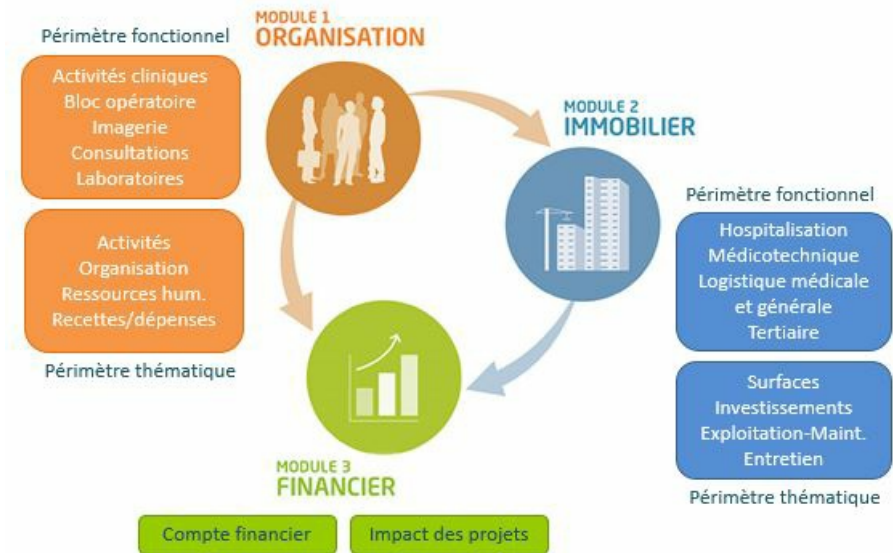 MODULE 1
ORGANISATION
Périmètre fonctionnel
Activités cliniques
Bloc opératoire
Imagerie
Consultations
Laboratoires
Activités
Organisation
Ressources hum.
Recettes/dépenses
Périmètre thématique
MODULE 2
IMMOBILIER
Périmètre fonctionnel
Hospitalisation
Médicotechnique
Logistique médicale
et générale
Tertiaire
Surfaces
Investissements
Exploitation-Maint.
Entretien
Périmètre thématique
MODULE 3
FINANCIER
Compte financier
Impact des projets